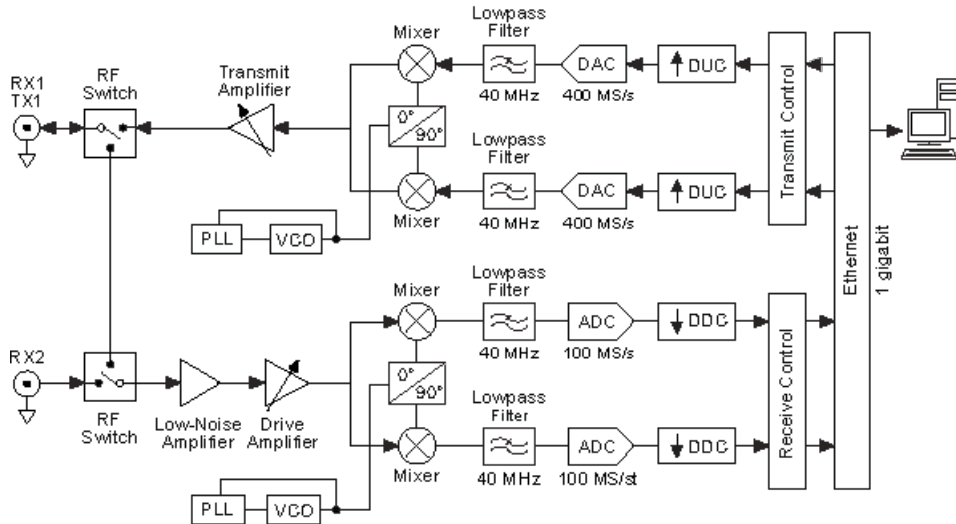 RX1
TX1
RF
Switch
Transmit
Amplifier
Mixer
Lowpass
Filter
40 MHz
DAC
400 MS/s
DUC
0°
90°
Lowpass
Filter
40 MHz
DAC
400 MS/s
DUC
Mixer
Transmit Control
Ethernet
1 gigabit
PLL
VCO
RX2
RF
Switch
Low-Noise
Amplifier
Drive
Amplifier
Mixer
Lowpass
Filter
40 MHz
ADC
100 MS/s
DDC
0°
90°
Lowpass
Filter
40 MHz
ADC
100 MS/st
DDC
Mixer
Receive Control
PLL
VCO